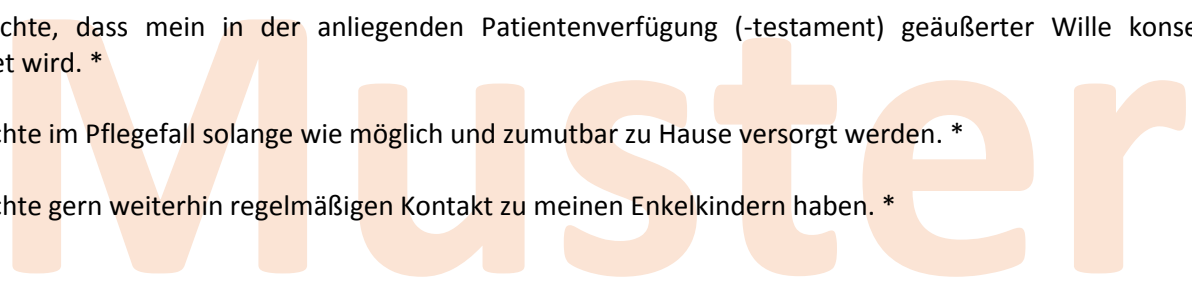 chte, dass mein in der anliegenden Patientenverfügung (-testament) geäußerter Wille konse
et wird. *
chte im Pflegefall solange wie möglich und zumutbar zu Hause versorgt werden. *
chte gern weiterhin regelmäßigen Kontakt zu meinen Enkelkindern haben. *
Muster